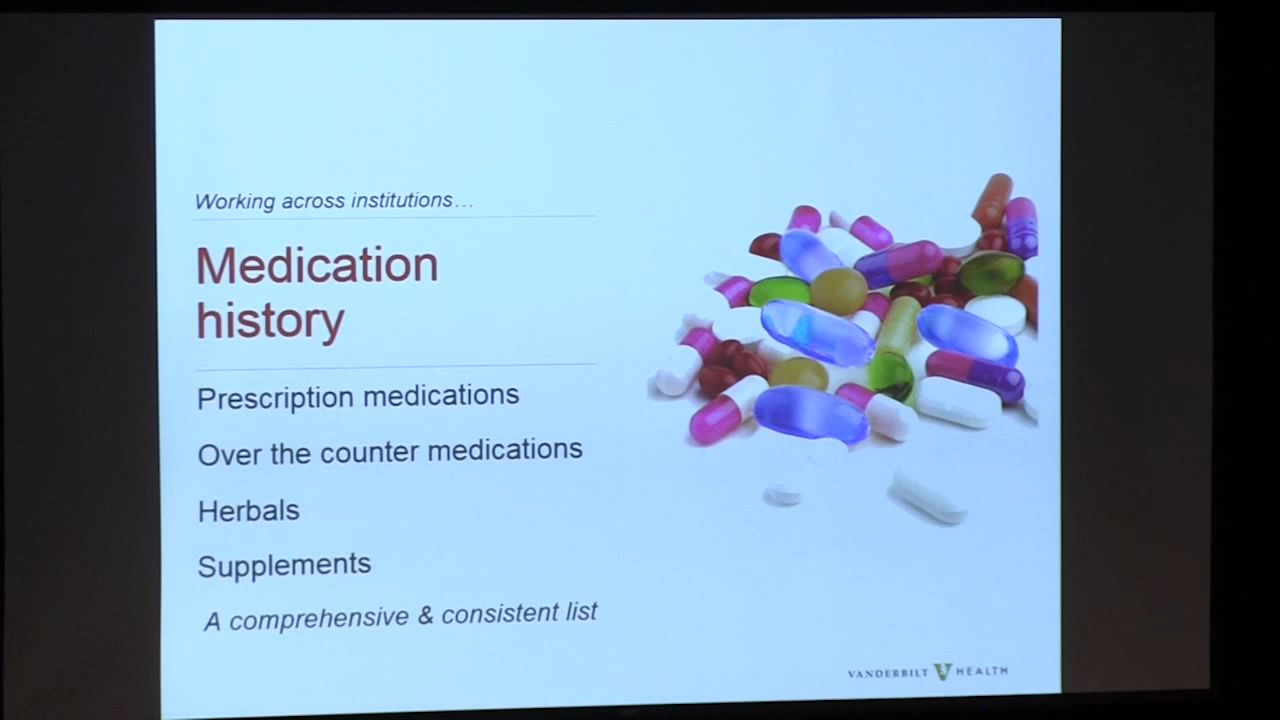 Working across institutions…
Medication
history
Prescription medications
Over the counter medications
Herbals
Supplements
A comprehensive & consistent list
VANDERBILT V HEALTH